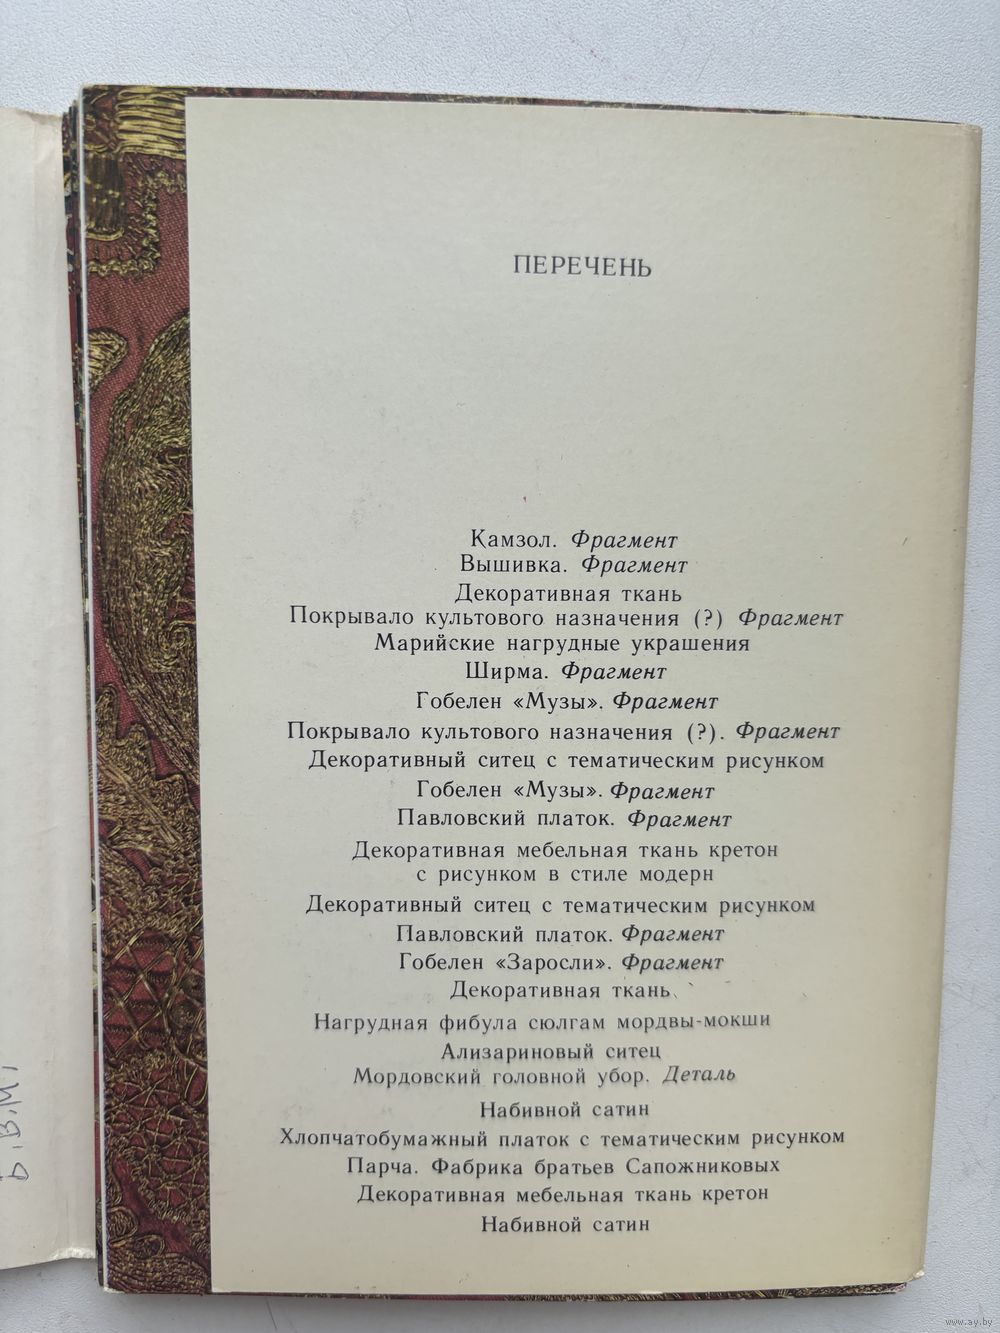 ПЕРЕЧЕНЬ
Камзол. Фрагмент
Вышивка. Фрагмент
Декоративная ткань
Покрывало культового назначения (?) Фрагмент
Марийские нагрудные украшения
Ширма. Фрагмент
Гобелен «Музы». Фрагмент
Покрывало культового назначения (?). Фрагмент
Декоративный ситец с тематическим рисунком
Гобелен «Музы». Фрагмент
Павловский платок. Фрагмент
Декоративная мебельная ткань кретон
с рисунком в стиле модерн
Декоративный ситец с тематическим рисунком
Павловский платок. Фрагмент
Гобелен «Заросли». Фрагмент
Декоративная ткань
Нагрудная фибула сюлгам мордвы-мокши
Ализариновый ситец
Мордовский головной убор. Деталь
Набивной сатин
Хлопчатобумажный платок с тематическим рисунком
Парча. Фабрика братьев Сапожниковых
Декоративная мебельная ткань кретон
Набивной сатин
www.ay.by